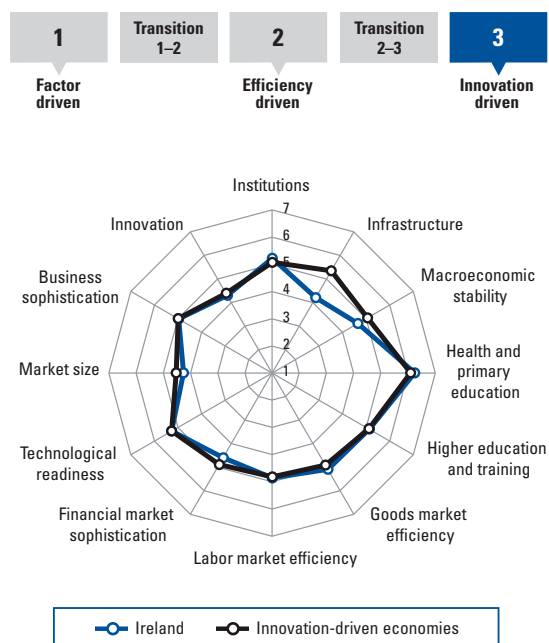 1
Transition
1–2
2
Transition
2–3
3
Factor
driven
Efficiency
driven
Innovation
driven
Institutions
7
Innovation
Infrastructure
6
5
Business
sophistication
Macroeconomic
stability
4
3
2
Market size
1
Health and
primary
education
Technological
readiness
Higher education
and training
Financial market
sophistication
Goods market
efficiency
Labor market efficiency
Ireland
Innovation-driven economies